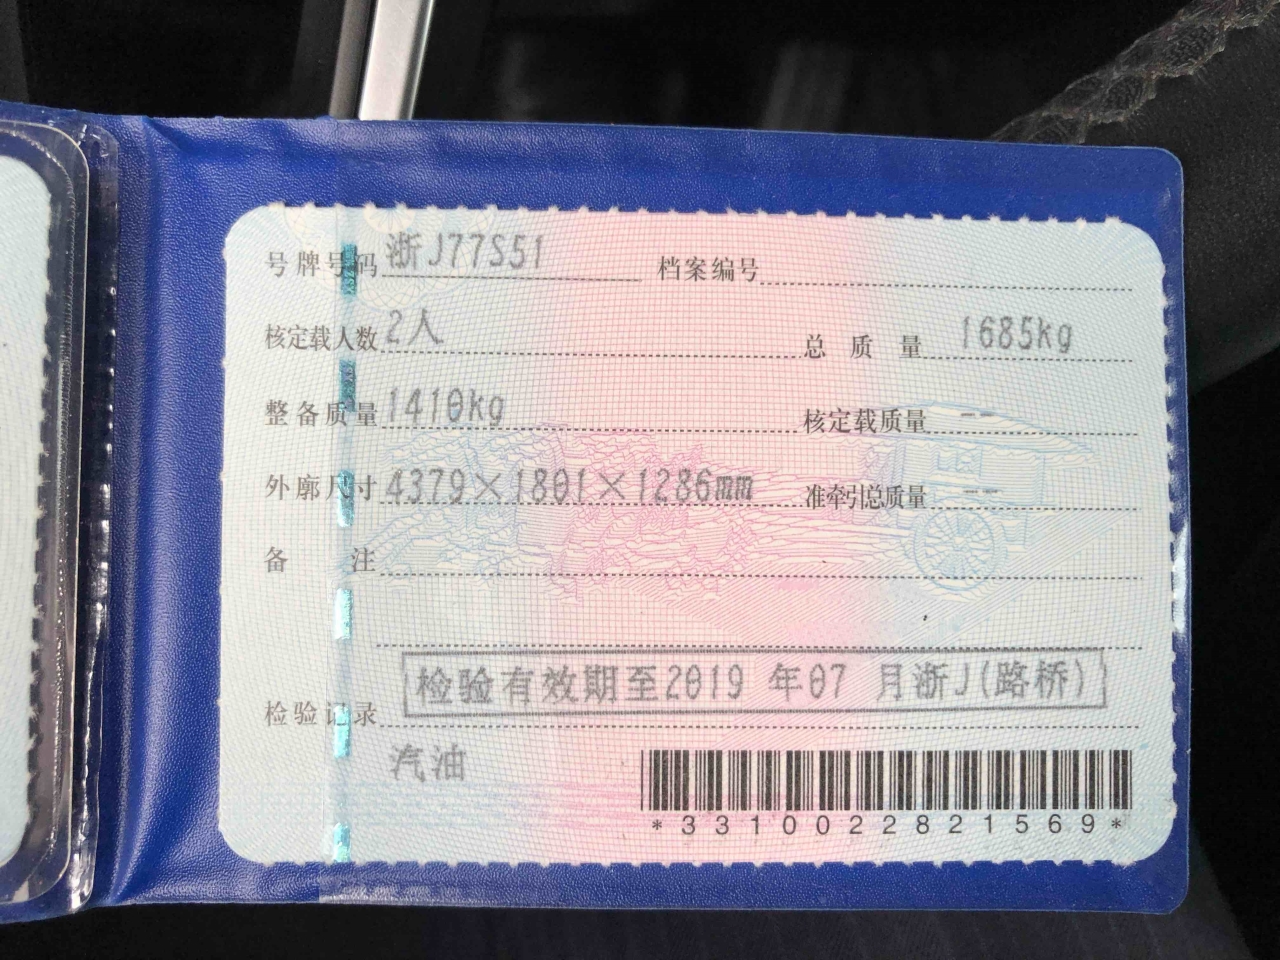 号牌号码 浙J77S51 档案编号
核定载人数 2人 总质量 1685kg
整备质量 1410kg 核定载质量 --
外廓尺寸 4379×1801×1286mm 准牵引总质量 --
备注
检验记录 检验有效期至2019 年07 月浙J(路桥)
汽油
*3310022821569*